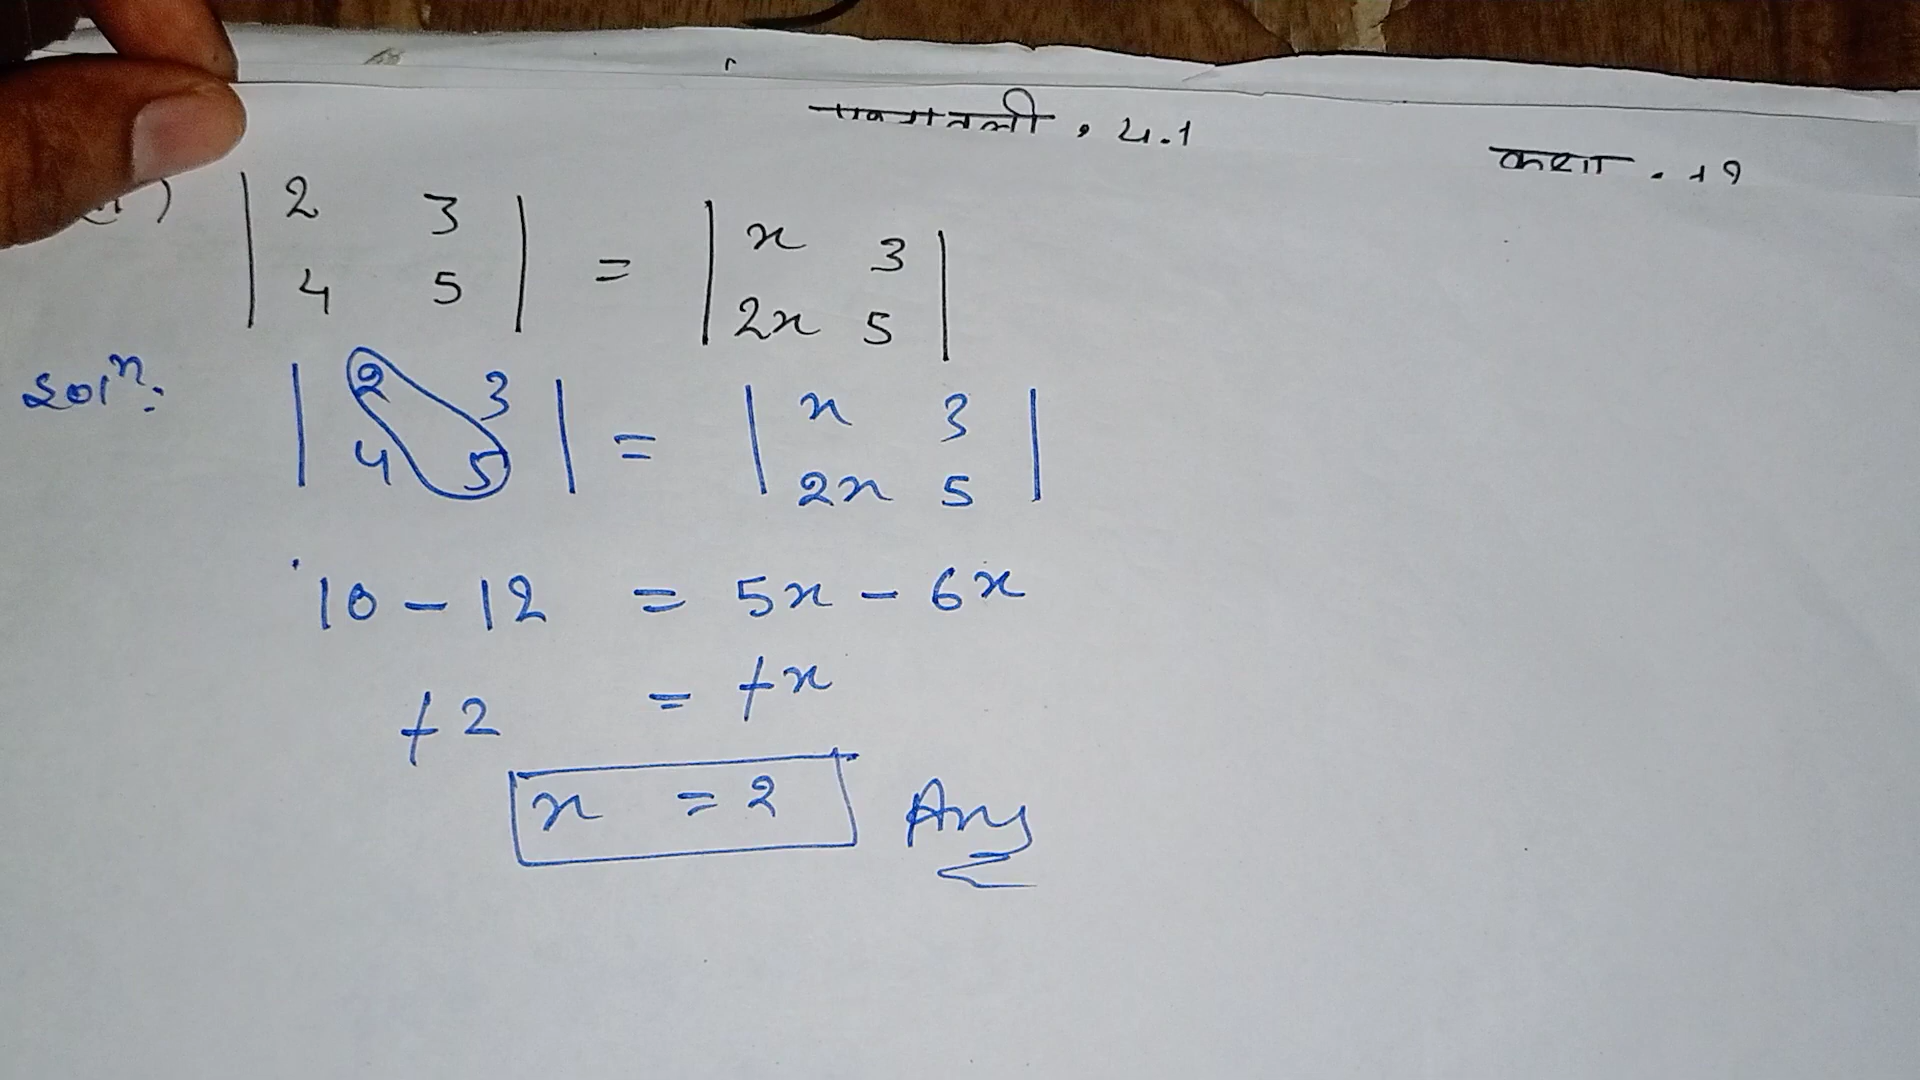 प्रश्नावली, 4.1
कक्षा . 12
| 2 3 | = | x 3 |
| 4 5 | | 2x 5 |
Solⁿ: | 2 3 | = | x 3 |
| 4 5 | | 2x 5 |
10 - 12 = 5x - 6x
+2 = +x
x = 2 Ans